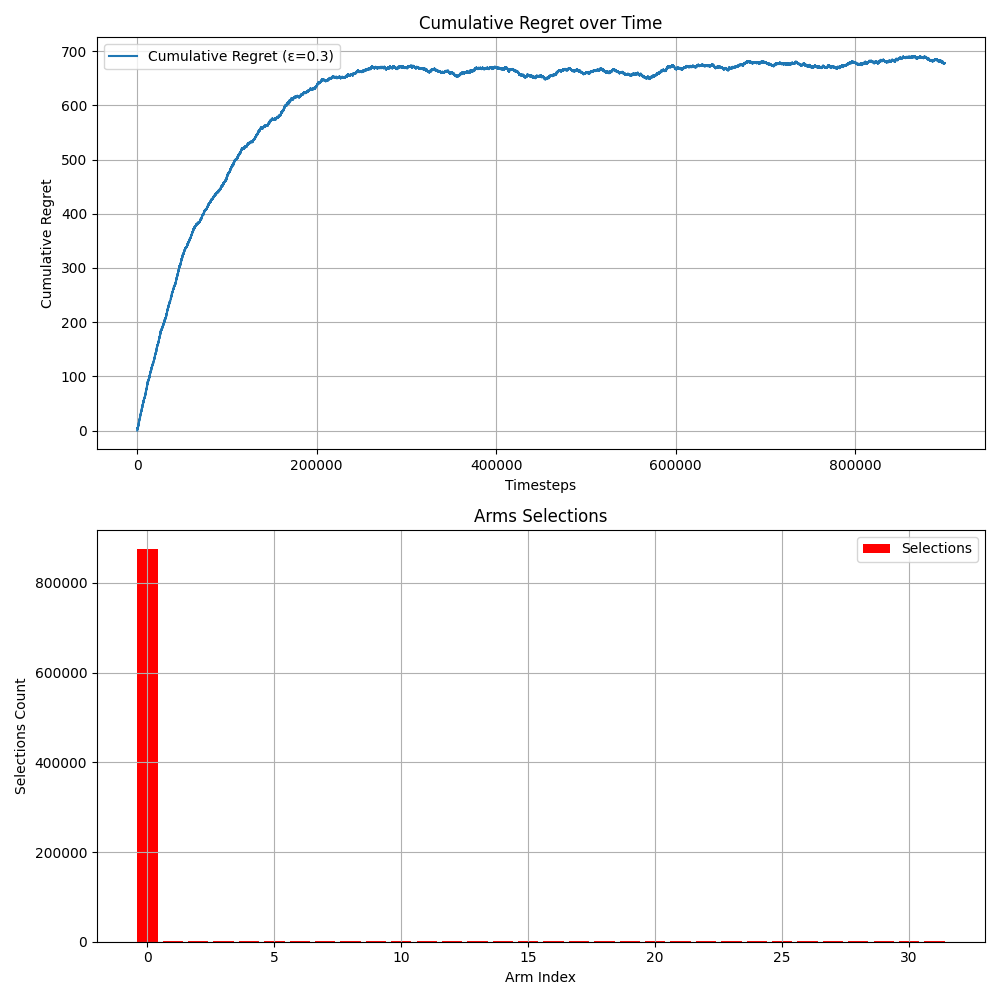 Cumulative Regret over Time
Cumulative Regret (ε=0.3)
700
600
500
400
300
200
100
0
Cumulative Regret
0 200000 400000 600000 800000
Timesteps
Arms Selections
Selections
800000
600000
400000
200000
0
Selections Count
0 5 10 15 20 25 30
Arm Index